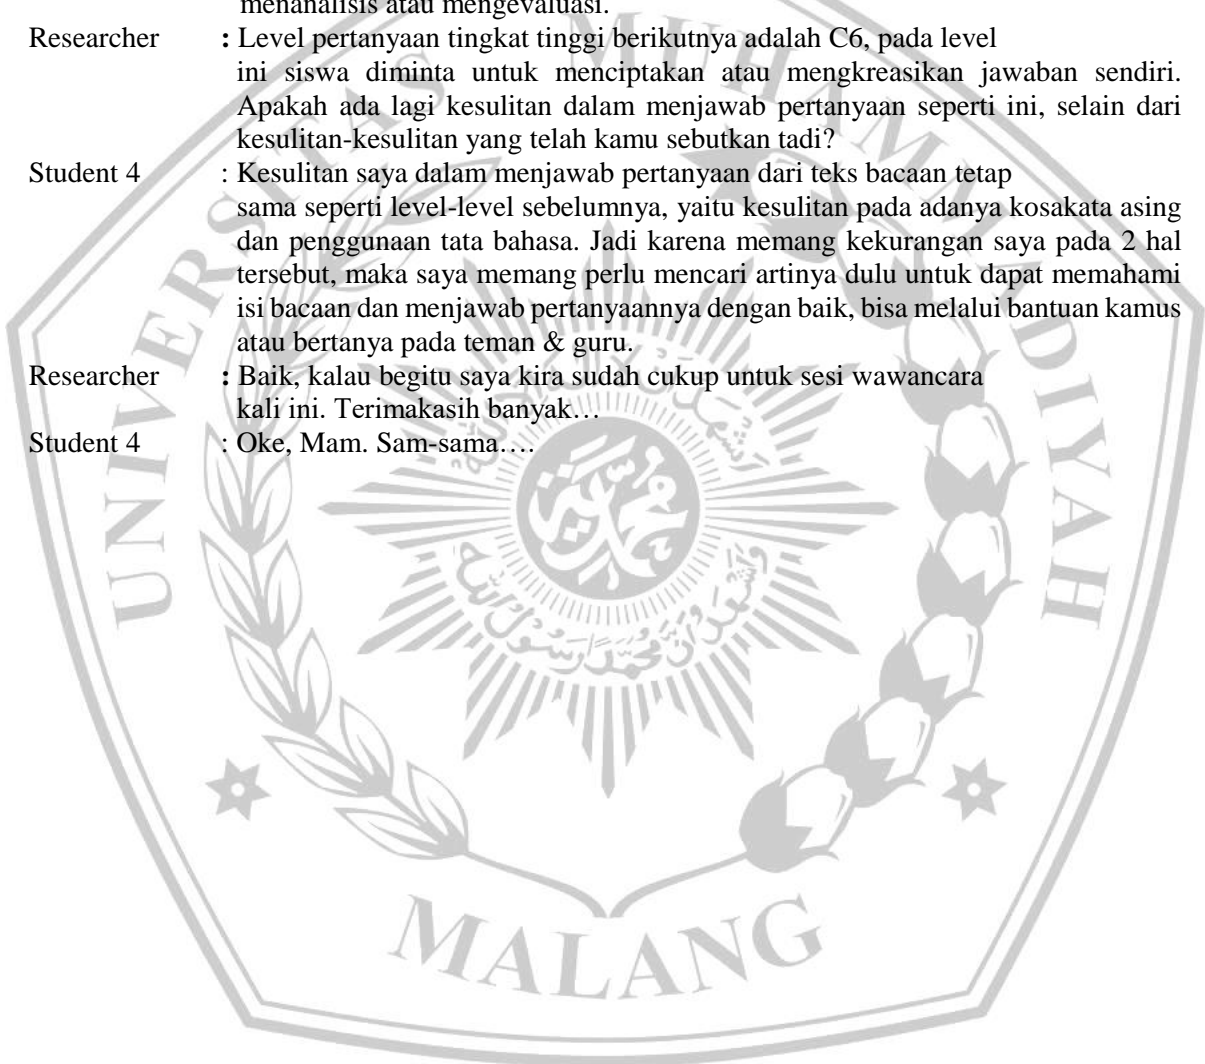 menanalisis atau mengevaluasi.
Researcher : Level pertanyaan tingkat tinggi berikutnya adalah C6, pada level
ini siswa diminta untuk menciptakan atau mengkreasikan jawaban sendiri.
Apakah ada lagi kesulitan dalam menjawab pertanyaan seperti ini, selain dari
kesulitan-kesulitan yang telah kamu sebutkan tadi?
Student 4 : Kesulitan saya dalam menjawab pertanyaan dari teks bacaan tetap
sama seperti level-level sebelumnya, yaitu kesulitan pada adanya kosakata asing
dan penggunaan tata bahasa. Jadi karena memang kekurangan saya pada 2 hal
tersebut, maka saya memang perlu mencari artinya dulu untuk dapat memahami
isi bacaan dan menjawab pertanyaannya dengan baik, bisa melalui bantuan kamus
atau bertanya pada teman & guru.
Researcher : Baik, kalau begitu saya kira sudah cukup untuk sesi wawancara
kali ini. Terimakasih banyak…
Student 4 : Oke, Mam. Sam-sama….
UNIVERSITAS MUHAMMADIYAH
MALANG